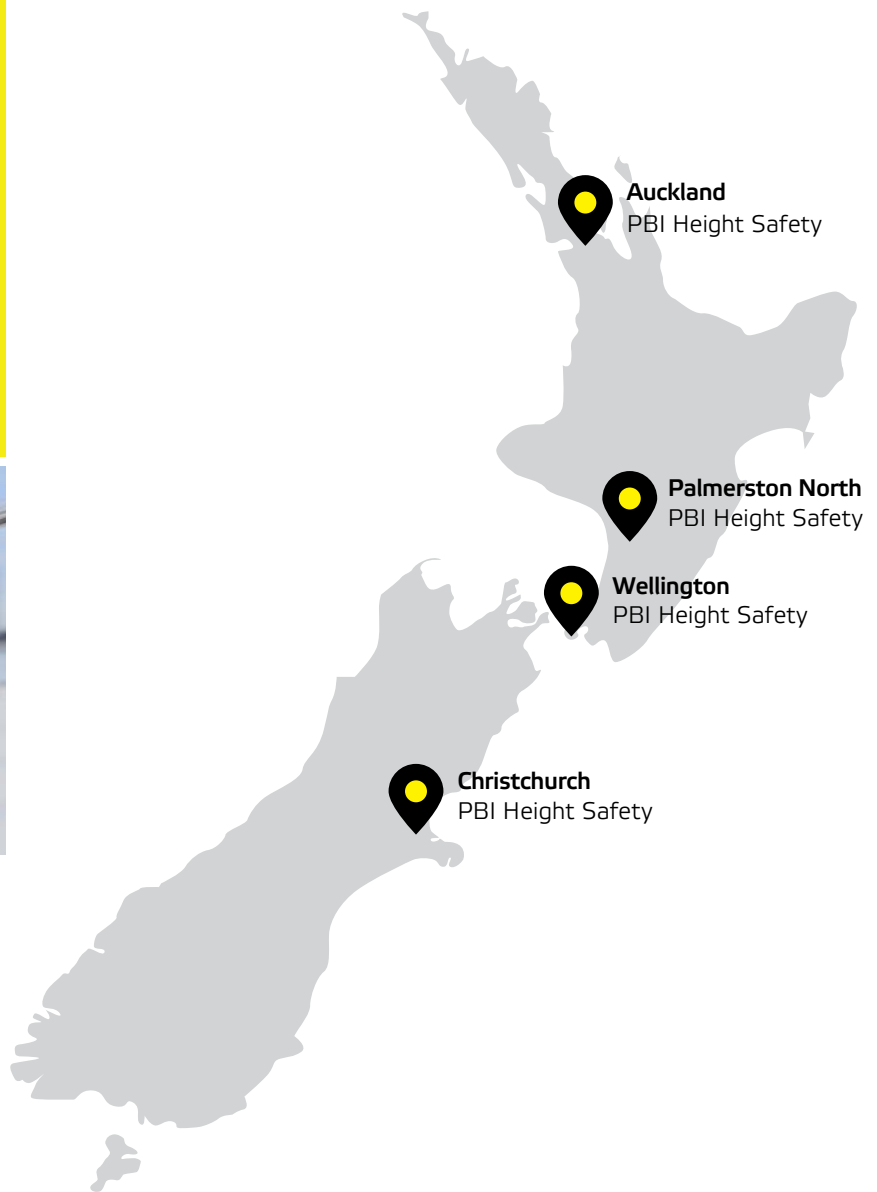 Auckland
PBI Height Safety
Palmerston North
PBI Height Safety
Wellington
PBI Height Safety
Christchurch
PBI Height Safety